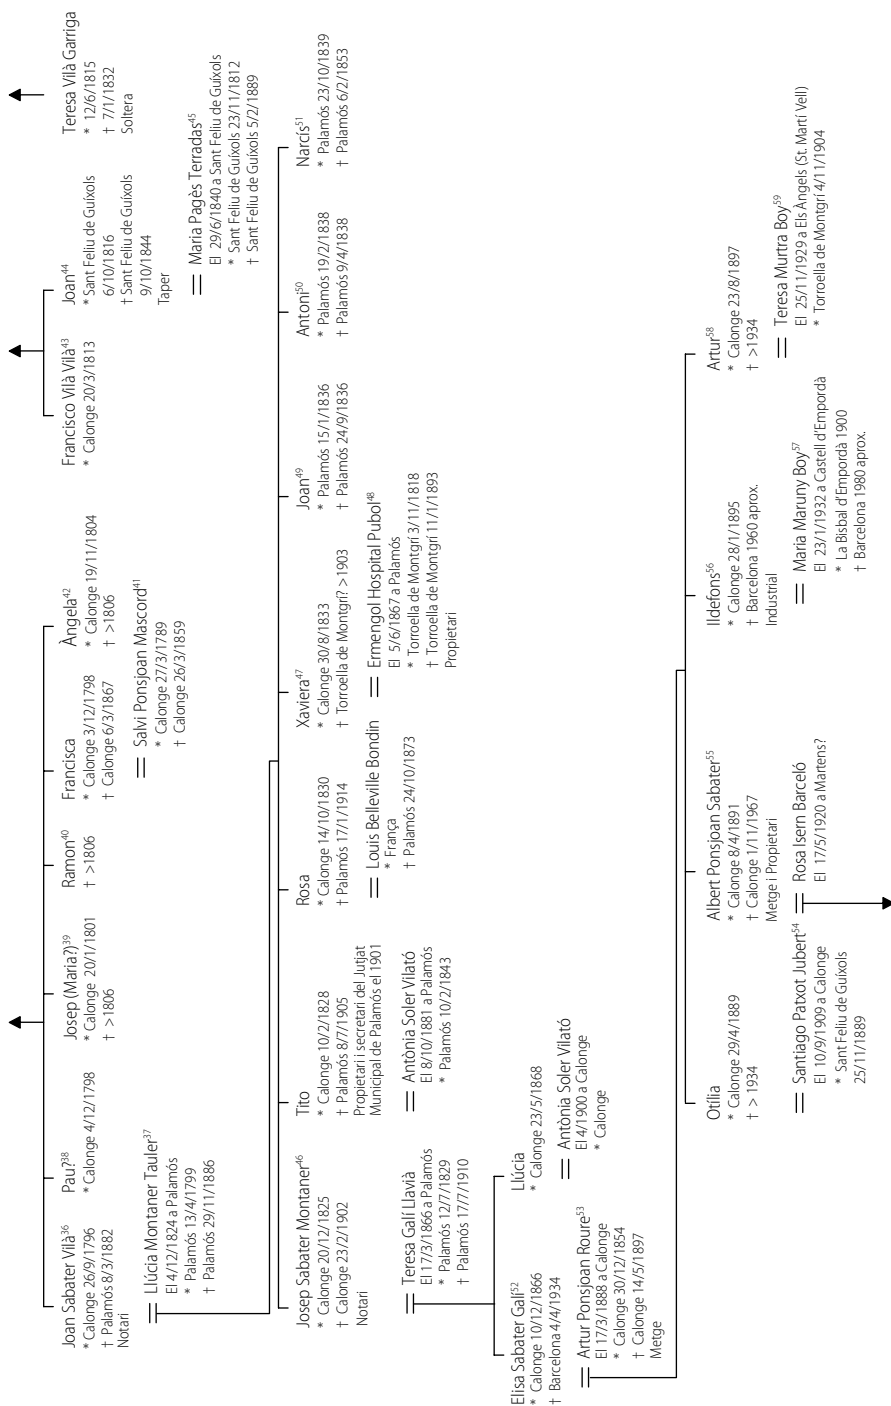 Joan Sabater Vilà36
* Calonge 26/9/1796
† Palamós 8/3/1882
Notari
Llúcia Montaner Tauler37
El 4/12/1824 a Palamós
* Palamós 13/4/1799
† Palamós 29/11/1886
Pau?38
* Calonge 4/12/1798
Josep (Maria?)39
* Calonge 20/1/1801
† >1806
Ramon40
† >1806
Francisca
* Calonge 3/12/1798
† Calonge 6/3/1867
Salvi Ponsjoan Mascord41
* Calonge 27/3/1789
† Calonge 26/3/1859
Àngela42
* Calonge 19/11/1804
† >1806
Francisco Vilà Vilà43
* Calonge 20/3/1813
Joan44
* Sant Feliu de Guíxols
6/10/1816
† Sant Feliu de Guíxols
9/10/1844
Taper
Maria Pagès Terradas45
El 29/6/1840 a Sant Feliu de Guíxols
* Sant Feliu de Guíxols 23/11/1812
† Sant Feliu de Guíxols 5/2/1889
Teresa Vilà Garriga
* 12/6/1815
† 7/1/1832
Soltera
Josep Sabater Montaner46
* Calonge 20/12/1825
† Calonge 23/2/1902
Notari
Teresa Galí Llavià
El 17/3/1866 a Palamós
* Palamós 12/7/1829
† Palamós 17/7/1910
Tito
* Calonge 10/2/1828
† Palamós 8/7/1905
Propietari i secretari del Jutjat
Municipal de Palamós el 1901
Antònia Soler Vilató
El 8/10/1881 a Palamós
* Palamós 10/2/1843
Rosa
* Calonge 14/10/1830
† Palamós 17/1/1914
Louis Belleville Bondin
* França
† Palamós 24/10/1873
Xaviera47
* Calonge 30/8/1833
† Torroella de Montgrí? >1903
Ermengol Hospital Pubol48
El 5/6/1867 a Palamós
* Torroella de Montgrí 3/11/1818
† Torroella de Montgrí 11/1/1893
Propietari
Joan49
* Palamós 15/1/1836
† Palamós 24/9/1836
Antoni50
* Palamós 19/2/1838
† Palamós 9/4/1838
Narcís51
* Palamós 23/10/1839
† Palamós 6/2/1853
Elisa Sabater Galí52
* Calonge 10/12/1866
† Barcelona 4/4/1934
Artur Ponsjoan Roure53
El 17/3/1888 a Calonge
* Calonge 30/12/1854
† Calonge 14/5/1897
Metge
Llúcia
* Calonge 23/5/1868
Antònia Soler Vilató
El 4/1900 a Calonge
* Calonge
Otília
* Calonge 29/4/1889
† > 1934
Santiago Patxot Jubert54
El 10/9/1909 a Calonge
* Sant Feliu de Guíxols
25/11/1889
Albert Ponsjoan Sabater55
* Calonge 8/4/1891
† Calonge 1/11/1967
Metge i Propietari
Rosa Isern Barceló
El 17/5/1920 a Martens?
Ildefons56
* Calonge 28/1/1895
† Barcelona 1960 aprox.
Industrial
Maria Maruny Boy57
El 23/1/1932 a Castell d'Empordà
* La Bisbal d'Empordà 1900
† Barcelona 1980 aprox.
Artur58
* Calonge 23/8/1897
† >1934
Teresa Murtra Boy59
El 25/11/1929 a Els Àngels (St. Martí Vell)
* Torroella de Montgrí 4/11/1904